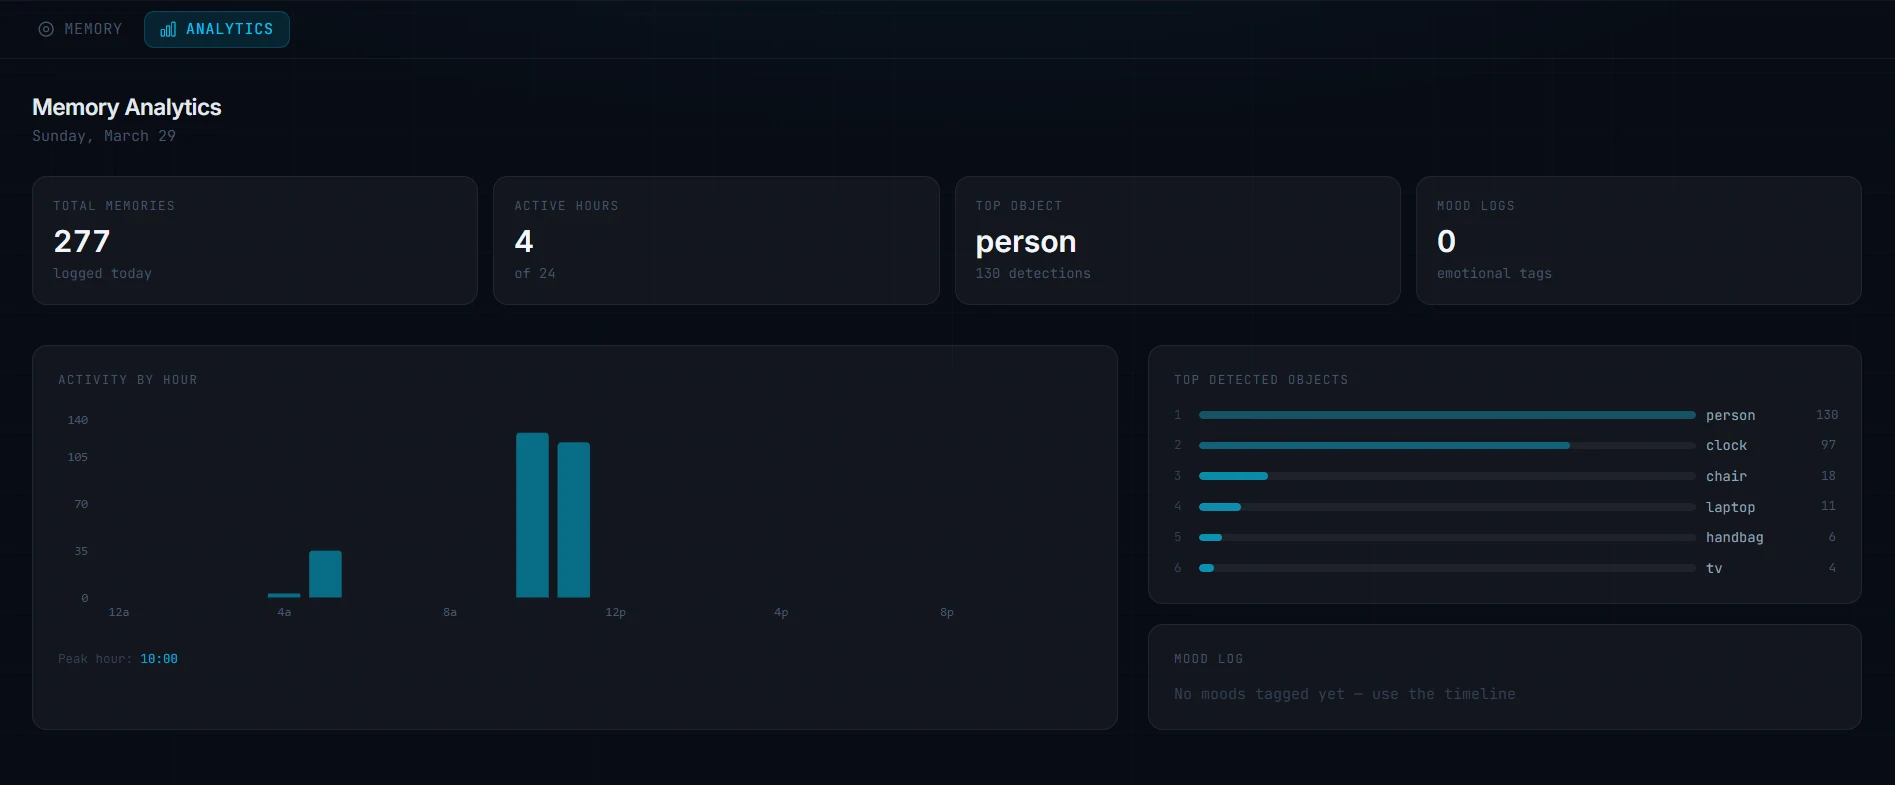 MEMORY ANALYTICS
Memory Analytics
Sunday, March 29
TOTAL MEMORIES
277
logged today
ACTIVE HOURS
4
of 24
TOP OBJECT
person
130 detections
MOOD LOGS
0
emotional tags
ACTIVITY BY HOUR
140
105
70
35
0
12a 4a 8a 12p 4p 8p
Peak hour: 10:00
TOP DETECTED OBJECTS
1 person 130
2 clock 97
3 chair 18
4 laptop 11
5 handbag 6
6 tv 4
MOOD LOG
No moods tagged yet — use the timeline